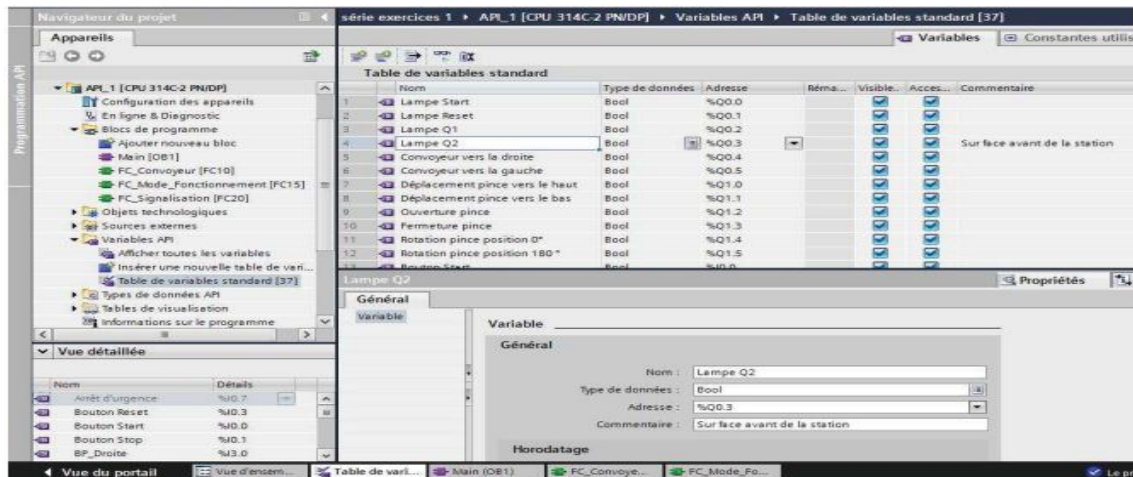 Navigateur du projet
Appareils
Programmation API
API_1 [CPU 314C-2 PN/DP]
Configuration des appareils
En ligne & Diagnostic
Blocs de programme
Ajouter nouveau bloc
Main [OB1]
FC_Convoyeur [FC10]
FC_Mode_Fonctionnement [FC15]
FC_Signalisation [FC20]
Objets technologiques
Sources externes
Variables API
Afficher toutes les variables
Insérer une nouvelle table de vari...
Table de variables standard [37]
Types de données API
Tables de visualisation
Informations sur le programme
Vue détaillée
Nom Détails
Arrêt d'urgence %I0.7
Bouton Reset %I0.3
Bouton Start %I0.0
Bouton Stop %I0.1
BP_Droite %I3.0
série exercices 1 API_1 [CPU 314C-2 PN/DP] Variables API Table de variables standard [37]
Variables Constantes utilis
Table de variables standard
Nom Type de données Adresse Réma... Visible.. Acces... Commentaire
1 Lampe Start Bool %Q0.0
2 Lampe Reset Bool %Q0.1
3 Lampe Q1 Bool %Q0.2
4 Lampe Q2 Bool %Q0.3 Sur face avant de la station
5 Convoyeur vers la droite Bool %Q0.4
6 Convoyeur vers la gauche Bool %Q0.5
7 Déplacement pince vers le haut Bool %Q1.0
8 Déplacement pince vers le bas Bool %Q1.1
9 Ouverture pince Bool %Q1.2
10 Fermeture pince Bool %Q1.3
11 Rotation pince position 0° Bool %Q1.4
12 Rotation pince position 180° Bool %Q1.5
Bouton Start Bool %I0.0
Lampe Q2
Propriétés
Général
Variable
Variable
Général
Nom : Lampe Q2
Type de données : Bool
Adresse : %Q0.3
Commentaire : Sur face avant de la station
Horodatage
Vue du portail Vue d'ensem... Table de vari... Main (OB1) FC_Convoye... FC_Mode_Fo... Le pr